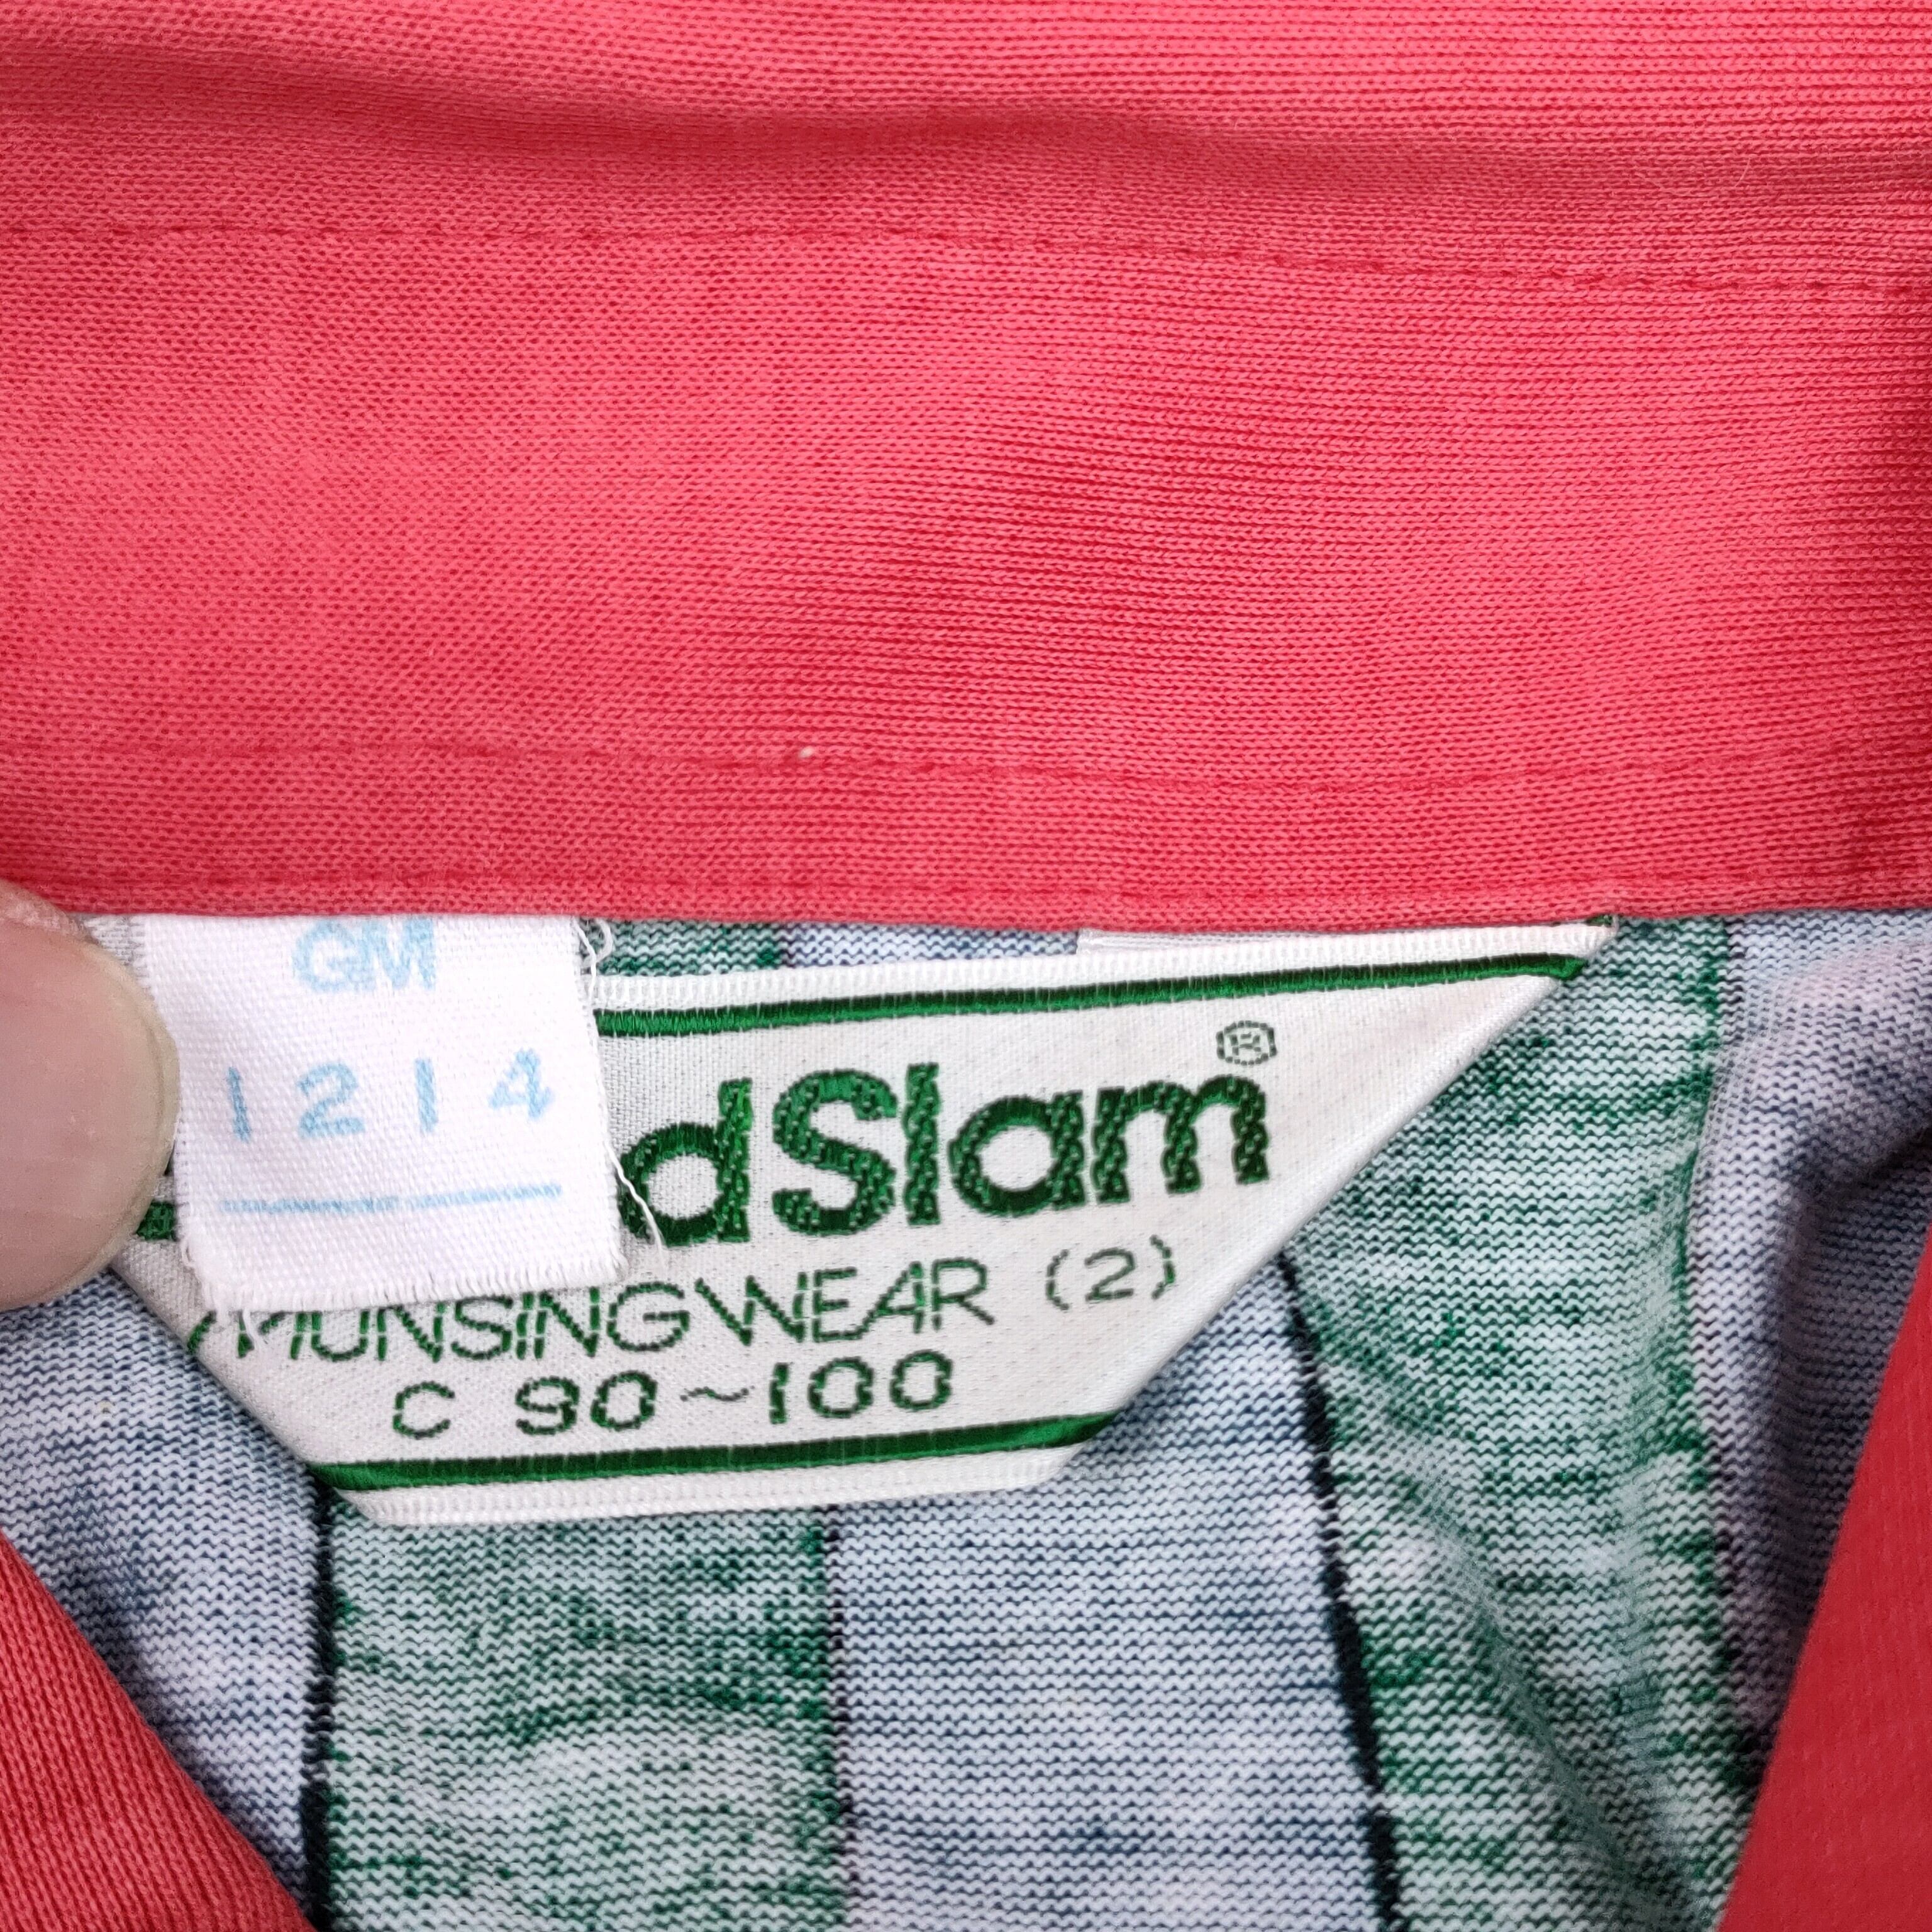 GM
1214
dSlam®
MUNSINGWEAR (2)
C 90~100